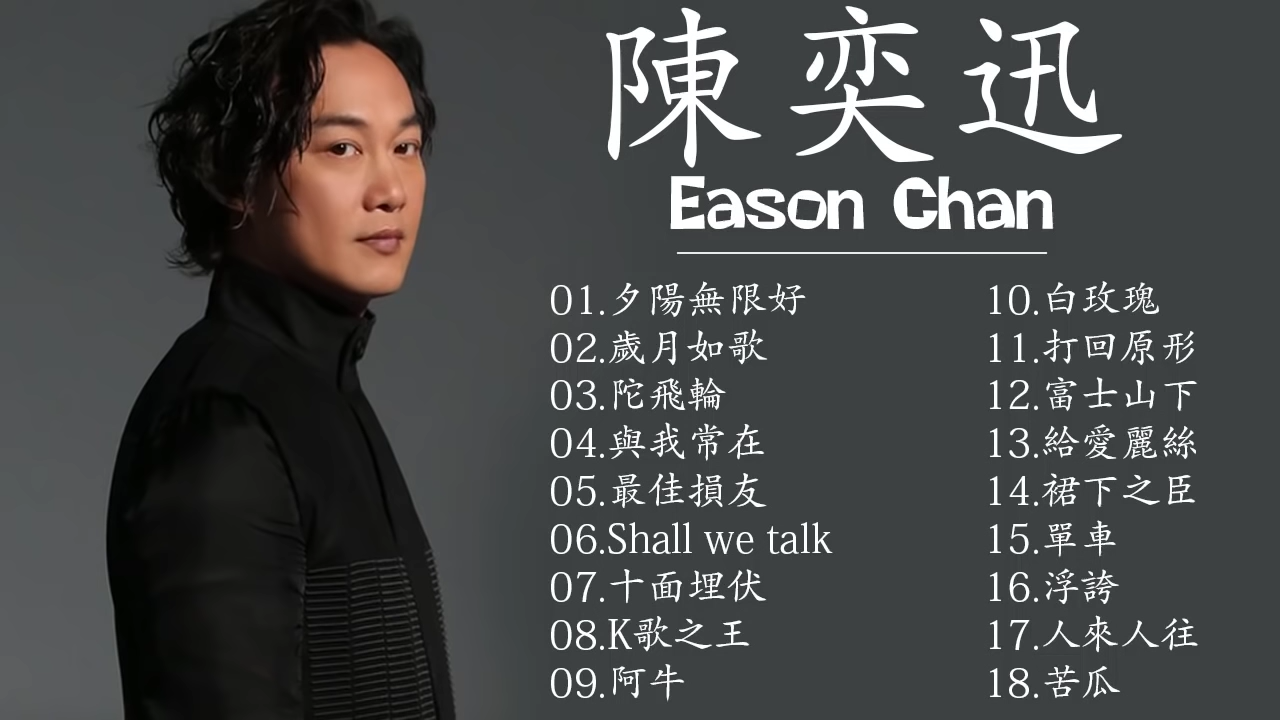 陳奕迅
Eason Chan
01.夕陽無限好
02.歲月如歌
03.陀飛輪
04.與我常在
05.最佳損友
06.Shall we talk
07.十面埋伏
08.K歌之王
09.阿牛
10.白玫瑰
11.打回原形
12.富士山下
13.給愛麗絲
14.裙下之臣
15.單車
16.浮誇
17.人來人往
18.苦瓜